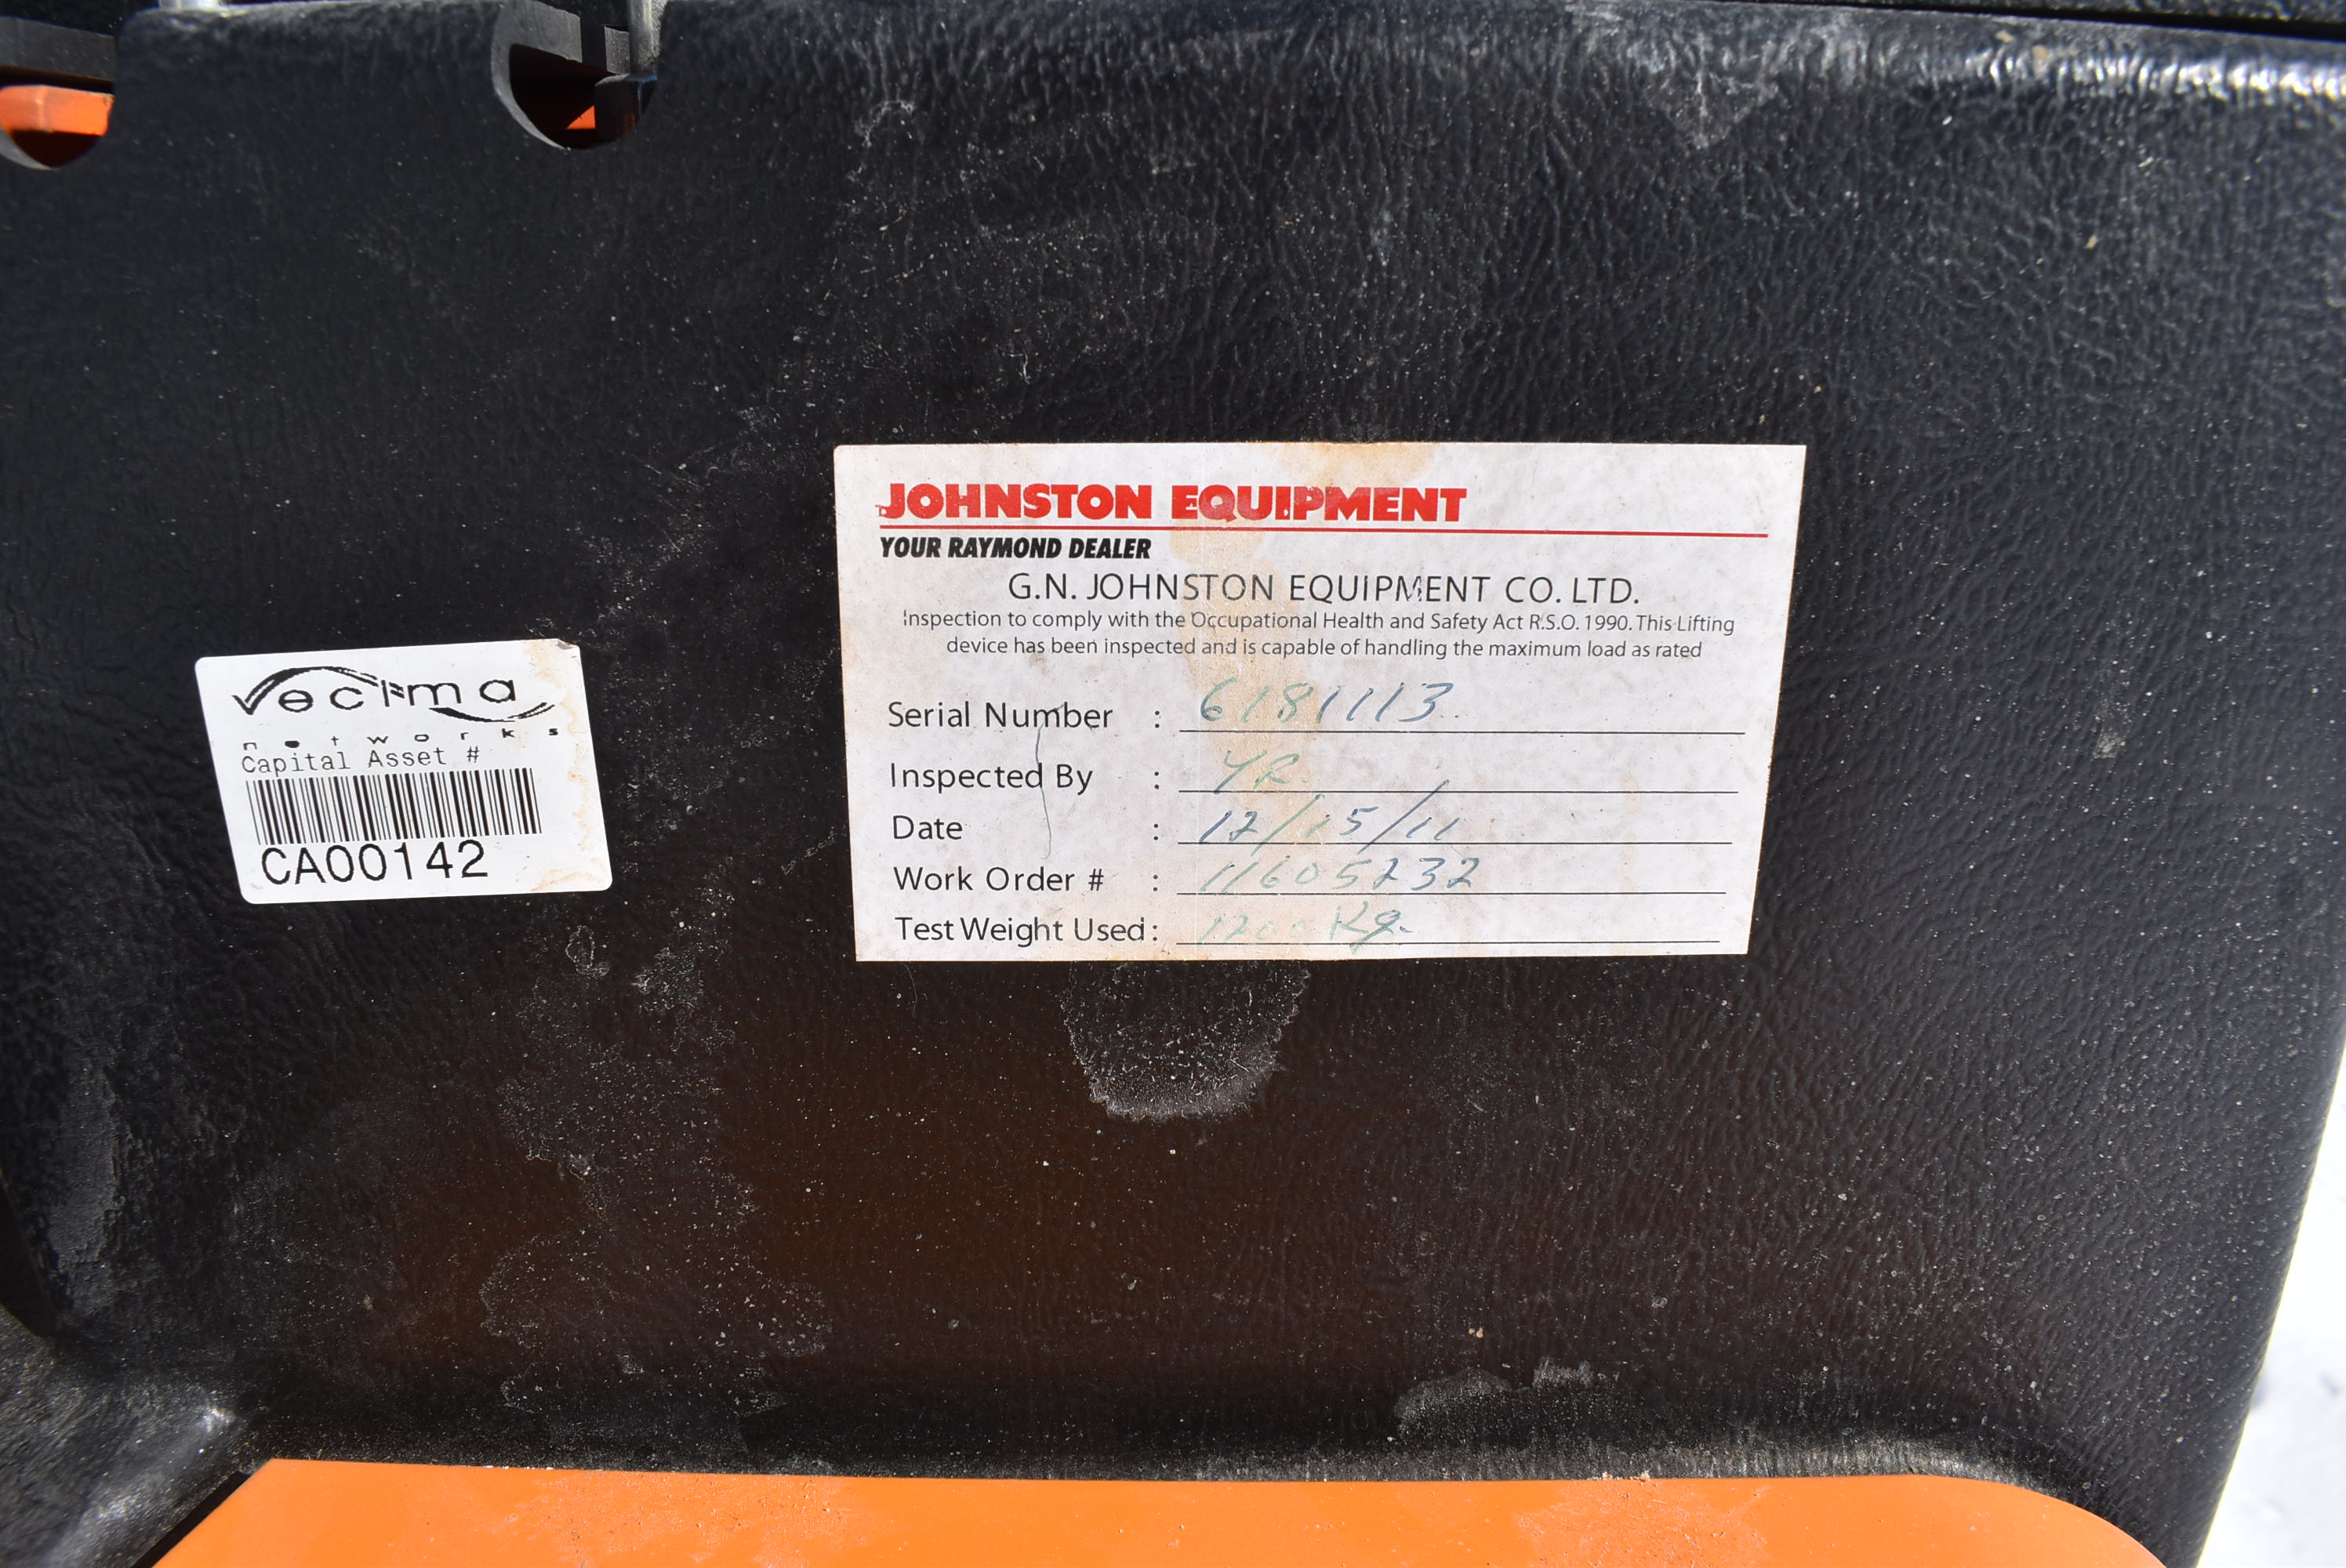 JOHNSTON EQUIPMENT
YOUR RAYMOND DEALER
G.N. JOHNSTON EQUIPMENT CO. LTD.
Inspection to comply with the Occupational Health and Safety Act R.S.O. 1990. This Lifting
device has been inspected and is capable of handling the maximum load as rated
Serial Number : 6181113
Inspected By : YR
Date : 12/15/11
Work Order # : 11605232
Test Weight Used : 1200 Kg.
vecima
networks
Capital Asset #
CA00142